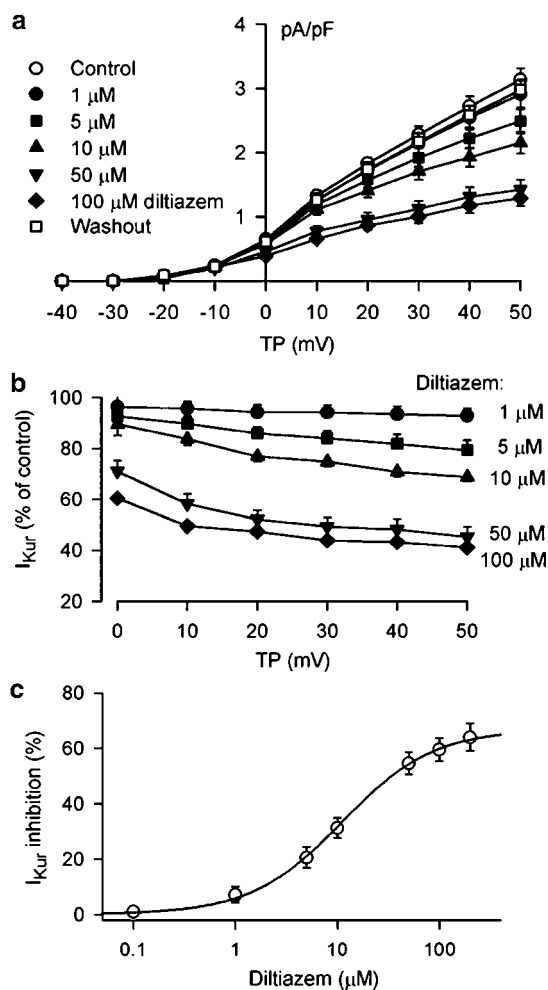 a
pA/pF
Control
1 µM
5 µM
10 µM
50 µM
100 µM diltiazem
Washout
4
3
2
1
-40 -30 -20 -10 0 10 20 30 40 50
TP (mV)
b
Diltiazem:
I_Kur (% of control)
100
80
60
40
20
1 µM
5 µM
10 µM
50 µM
100 µM
0 10 20 30 40 50
TP (mV)
c
I_Kur inhibition (%)
80
60
40
20
0
0.1 1 10 100
Diltiazem (µM)